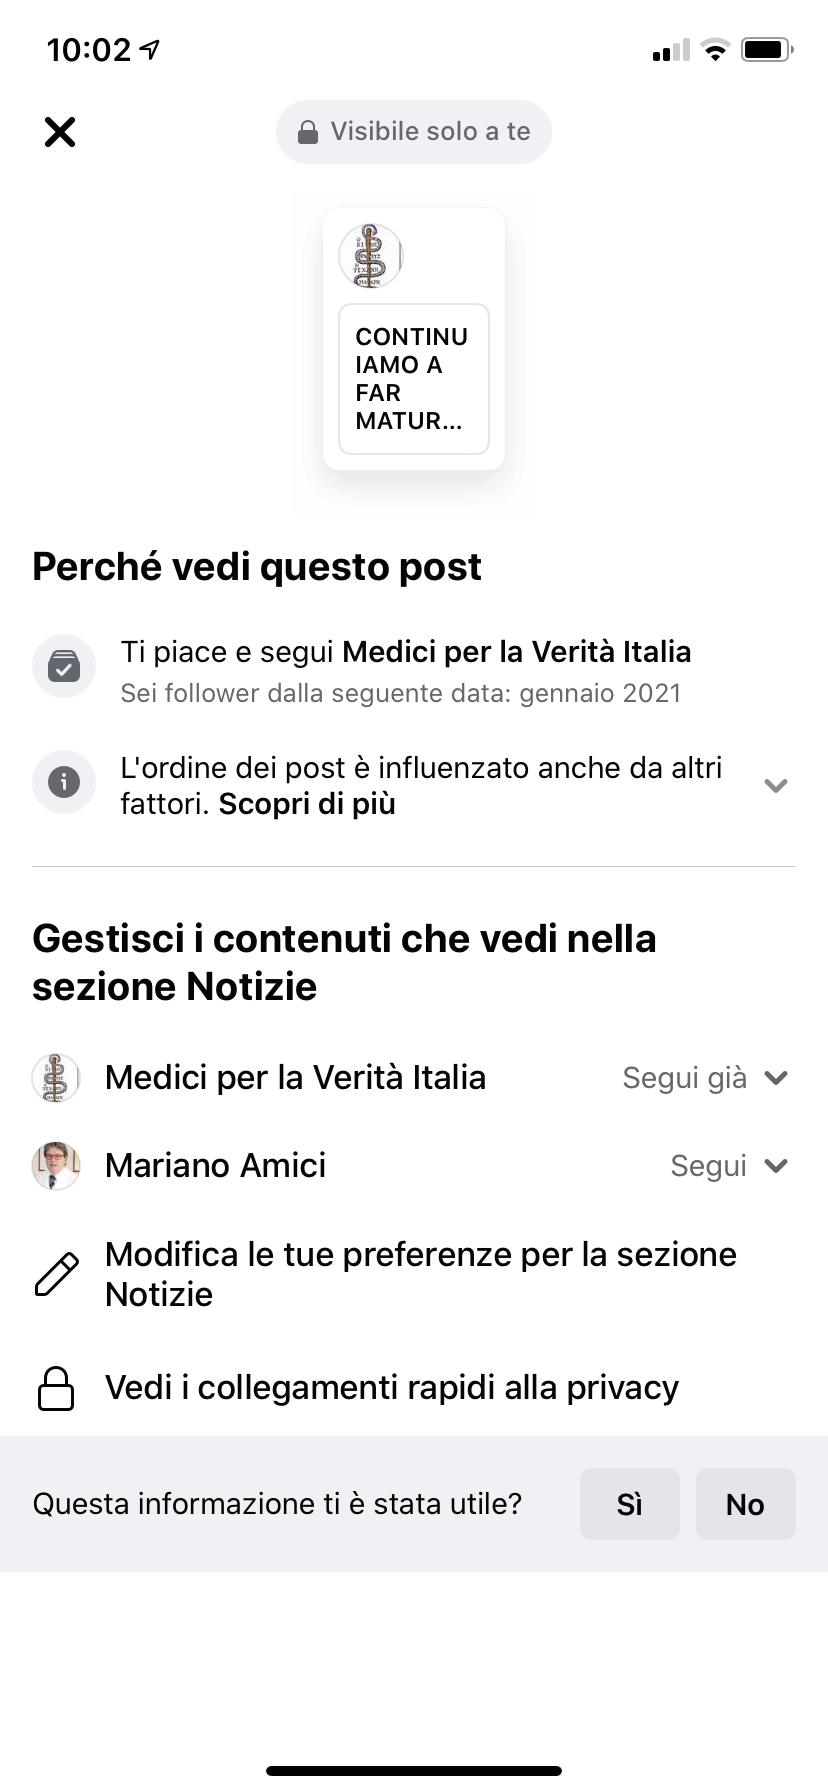 10:02
Visibile solo a te
CONTINU
IAMO A
FAR
MATUR...
Perché vedi questo post
Ti piace e segui Medici per la Verità Italia
Sei follower dalla seguente data: gennaio 2021
L'ordine dei post è influenzato anche da altri
fattori. Scopri di più
Gestisci i contenuti che vedi nella
sezione Notizie
Medici per la Verità Italia
Segui già
Mariano Amici
Segui
Modifica le tue preferenze per la sezione
Notizie
Vedi i collegamenti rapidi alla privacy
Questa informazione ti è stata utile?
Sì
No